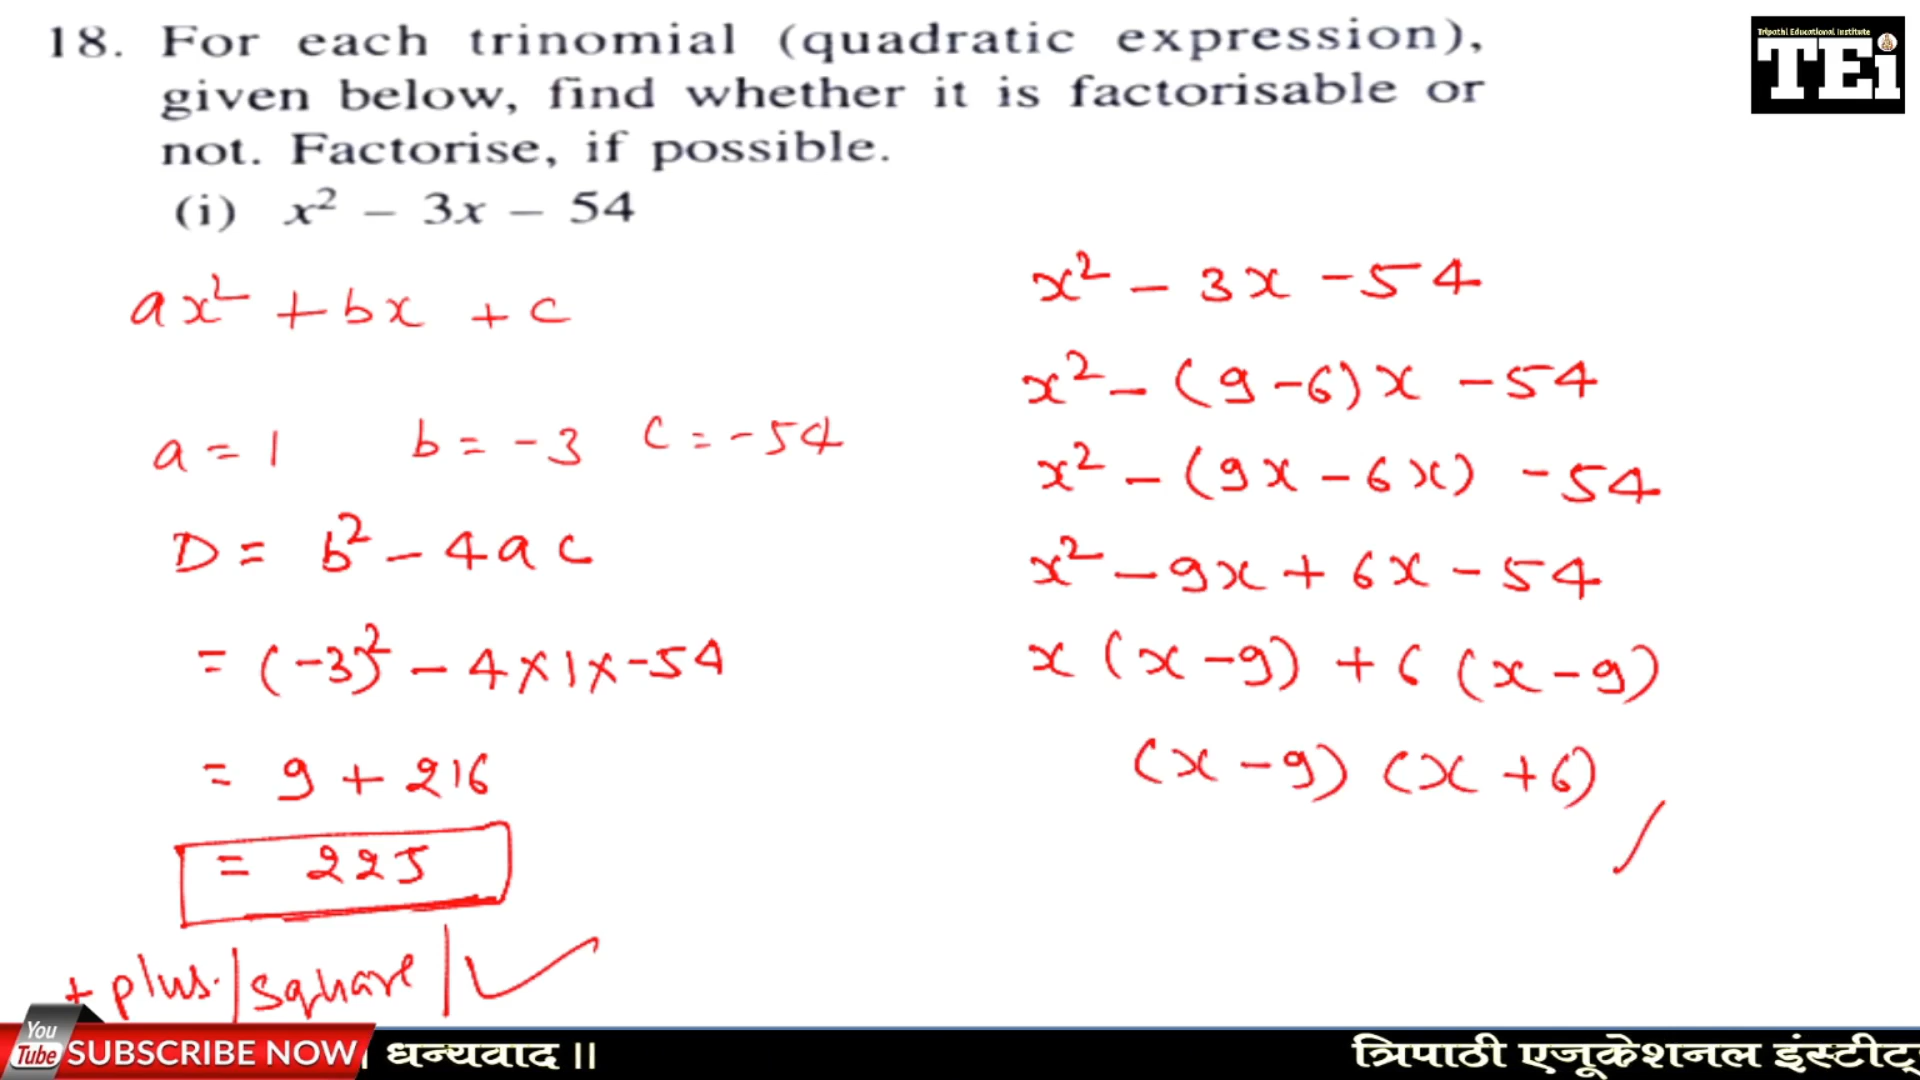 18. For each trinomial (quadratic expression),
given below, find whether it is factorisable or
not. Factorise, if possible.
(i) x² – 3x – 54
ax² + bx + c
a = 1 b = -3 c = -54
D = b² - 4ac
= (-3)² - 4×1×-54
= 9 + 216
= 225
+ plus. / square /
x² - 3x - 54
x² - (9-6)x - 54
x² - (9x - 6x) - 54
x² - 9x + 6x - 54
x(x-9) + 6(x-9)
(x-9)(x+6)
Tripathi Educational Institute
TEi
You
Tube
SUBSCRIBE NOW
। धन्यवाद ॥
त्रिपाठी एजूकेशनल इंस्टीट्